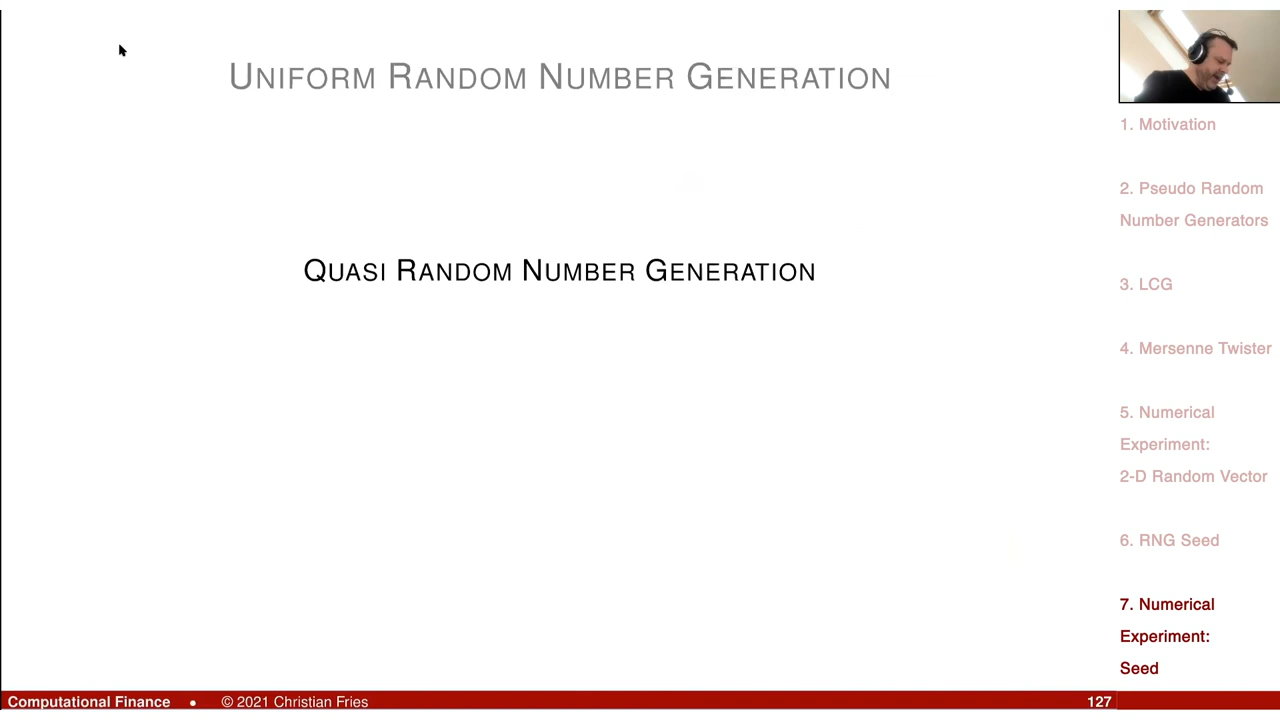 UNIFORM RANDOM NUMBER GENERATION
QUASI RANDOM NUMBER GENERATION
1. Motivation
2. Pseudo Random
Number Generators
3. LCG
4. Mersenne Twister
5. Numerical
Experiment:
2-D Random Vector
6. RNG Seed
7. Numerical
Experiment:
Seed
Computational Finance • © 2021 Christian Fries 127